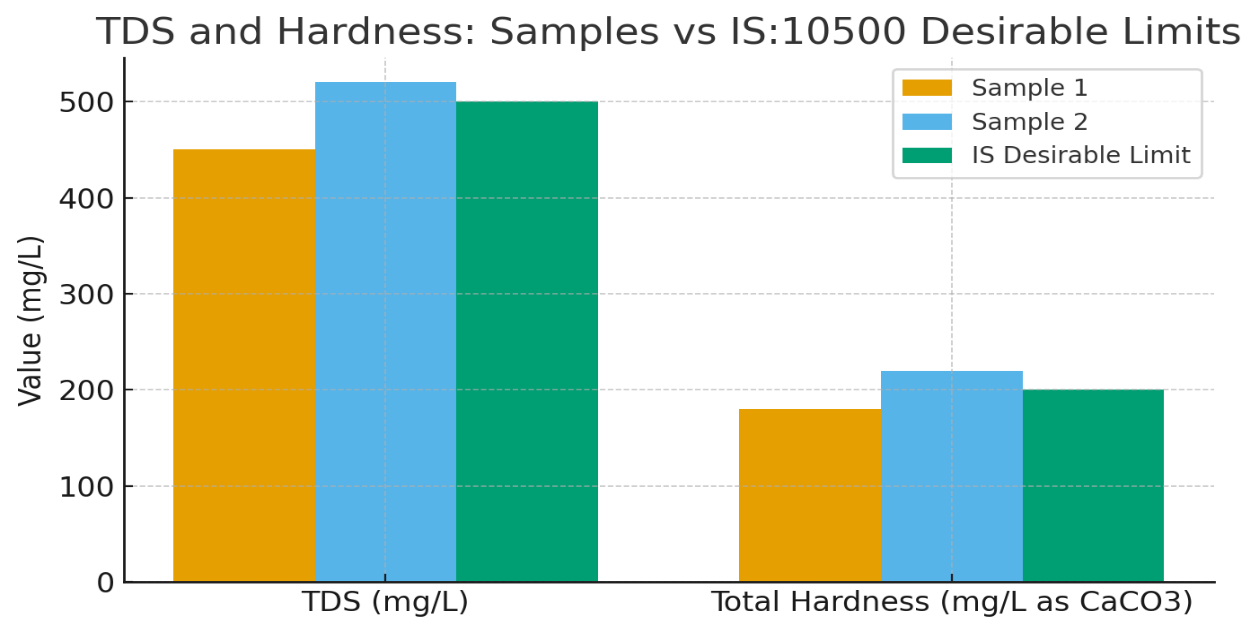 TDS and Hardness: Samples vs IS:10500 Desirable Limits
Sample 1
Sample 2
IS Desirable Limit
Value (mg/L)
500
400
300
200
100
0
TDS (mg/L)
Total Hardness (mg/L as CaCO3)